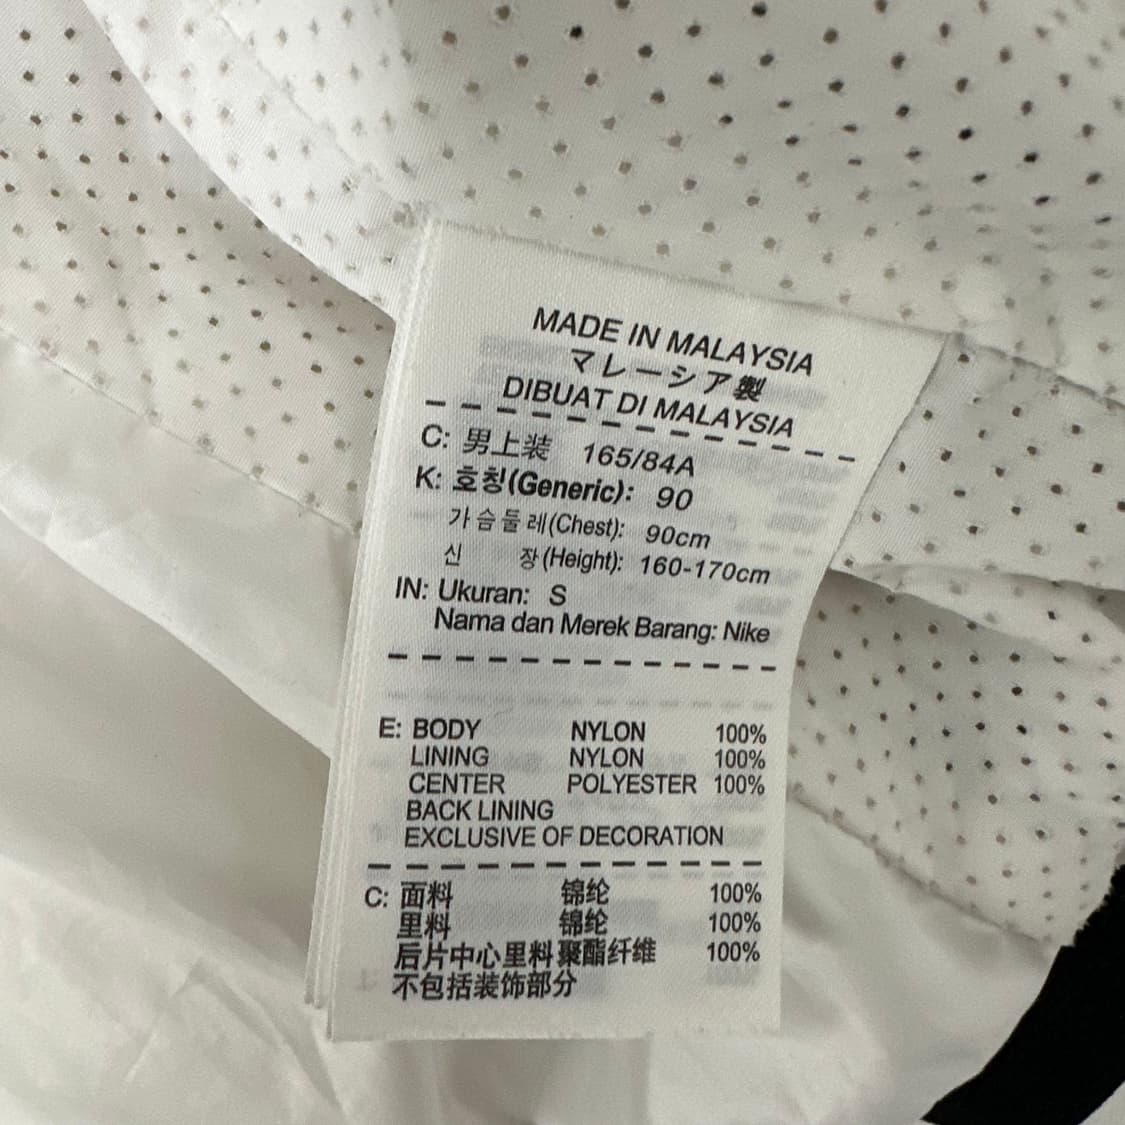 MADE IN MALAYSIA
マレーシア製
DIBUAT DI MALAYSIA
C: 男上装 165/84A
K: 호칭(Generic): 90
가슴둘레(Chest): 90cm
신 장(Height): 160-170cm
IN: Ukuran: S
Nama dan Merek Barang: Nike
E: BODY NYLON 100%
LINING NYLON 100%
CENTER POLYESTER 100%
BACK LINING
EXCLUSIVE OF DECORATION
C: 面料 锦纶 100%
里料 锦纶 100%
后片中心里料 聚酯纤维 100%
不包括装饰部分